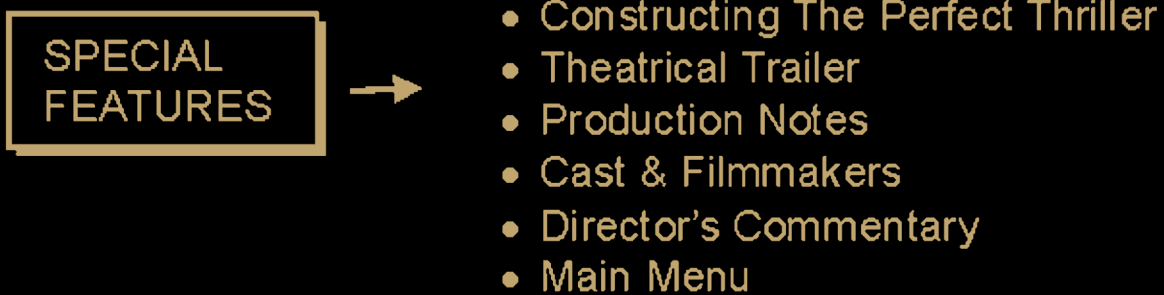 SPECIAL
FEATURES
• Constructing The Perfect Thriller
• Theatrical Trailer
• Production Notes
• Cast & Filmmakers
• Director's Commentary
• Main Menu